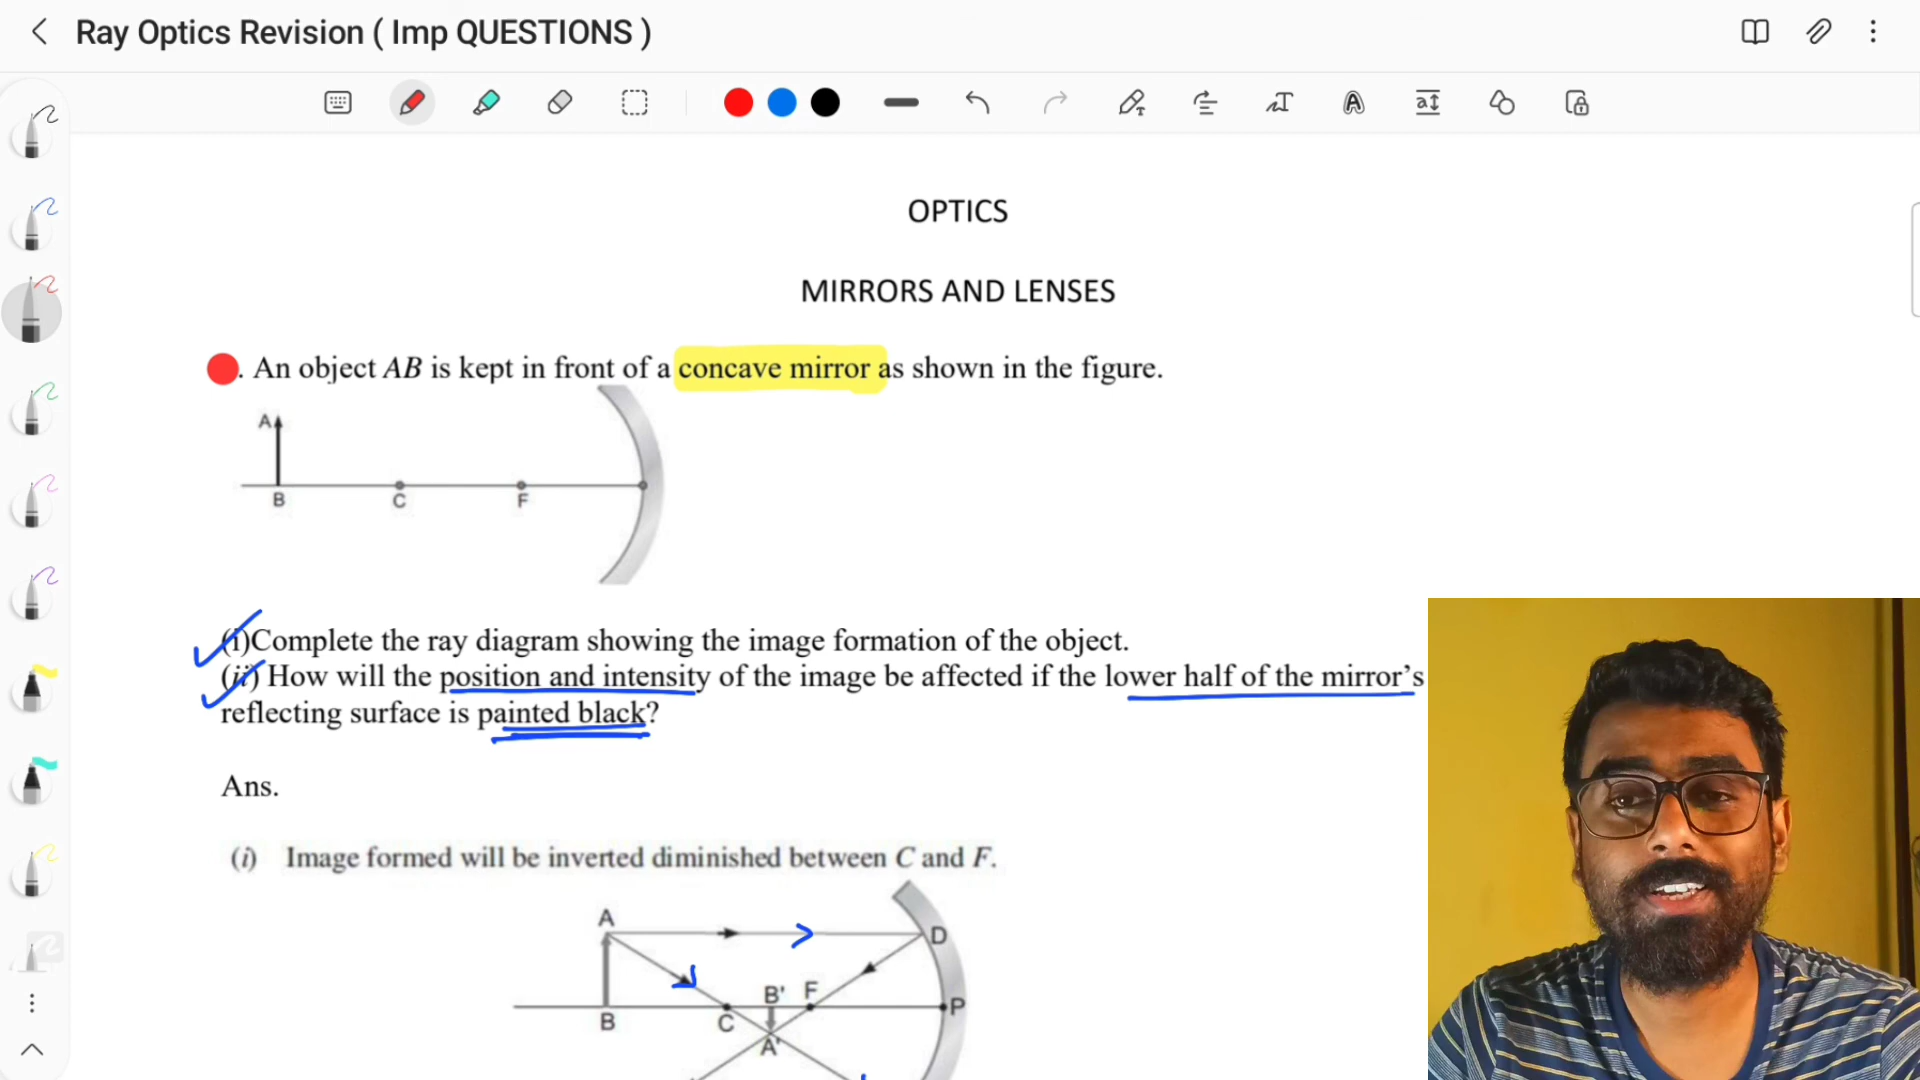 Ray Optics Revision ( Imp QUESTIONS )
OPTICS
MIRRORS AND LENSES
. An object AB is kept in front of a concave mirror as shown in the figure.
A
B C F
(i)Complete the ray diagram showing the image formation of the object.
(ii) How will the position and intensity of the image be affected if the lower half of the mirror’s
reflecting surface is painted black?
Ans.
(i) Image formed will be inverted diminished between C and F.
A D
B' F P
B C
A'